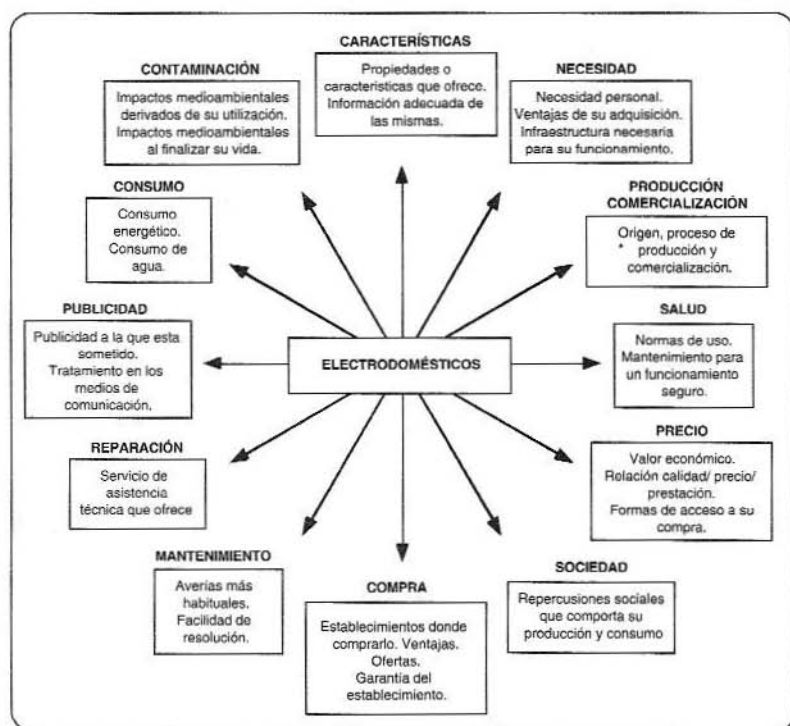 CARACTERÍSTICAS
Propiedades o
caracteristicas que ofrece.
Información adecuada de
las mismas.
NECESIDAD
Necesidad personal.
Ventajas de su adquisición.
Infraestructura necesaria
para su funcionamiento.
PRODUCCIÓN
COMERCIALIZACIÓN
Origen, proceso de
* producción y
comercialización.
SALUD
Normas de uso.
Mantenimiento para
un funcionamiento
seguro.
PRECIO
Valor económico.
Relación calidad/ precio/
prestación.
Formas de acceso a su
compra.
SOCIEDAD
Repercusiones sociales
que comporta su
producción y consumo
COMPRA
Establecimientos donde
comprarlo. Ventajas.
Ofertas.
Garantía del
establecimiento.
MANTENIMIENTO
Averías más
habituales.
Facilidad de
resolución.
REPARACIÓN
Servicio de
asistencia
técnica que ofrece
PUBLICIDAD
Publicidad a la que esta
sometido.
Tratamiento en los
medios de
comunicación.
CONSUMO
Consumo
energético.
Consumo de
agua.
CONTAMINACIÓN
Impactos medioambientales
derivados de su utilización.
Impactos medioambientales
al finalizar su vida.
ELECTRODOMÉSTICOS